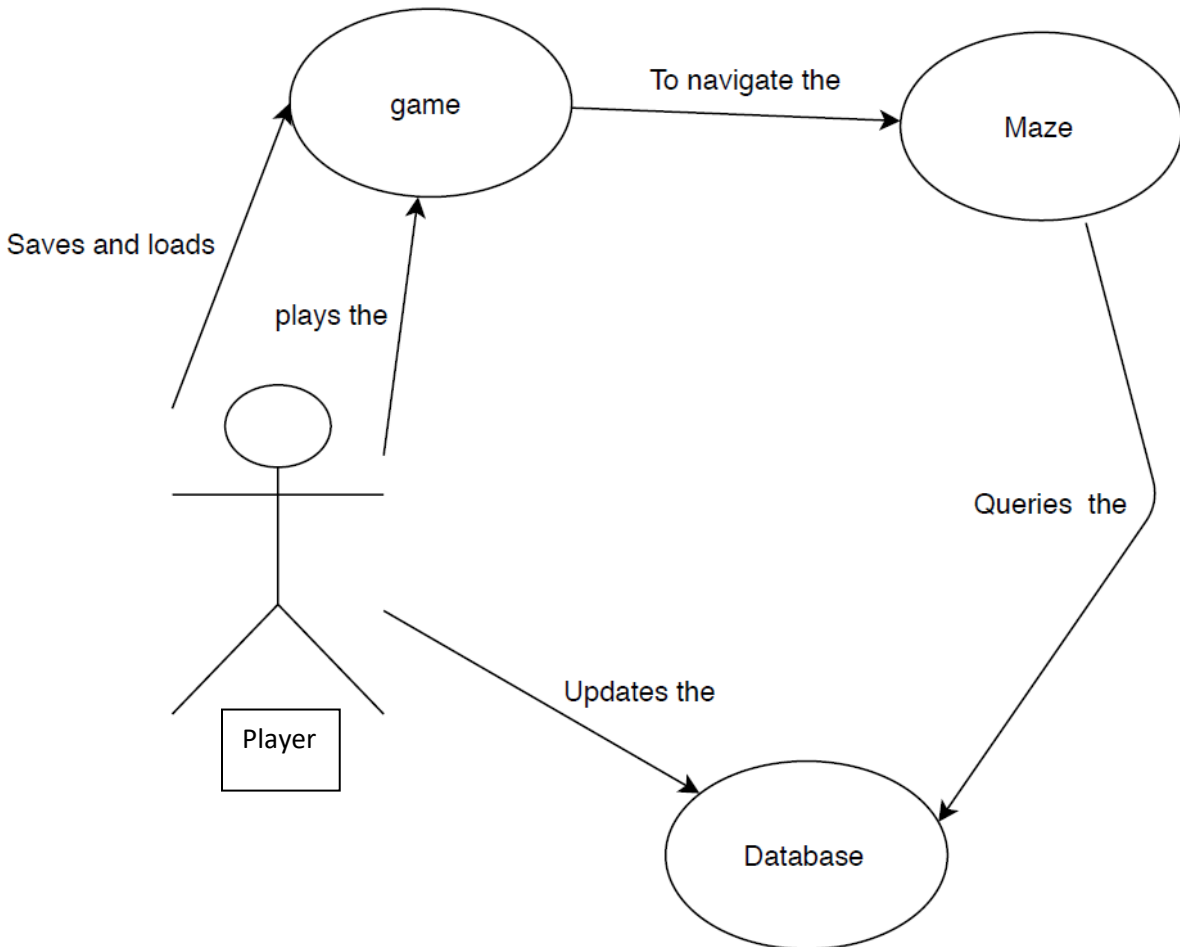 game
To navigate the
Maze
Saves and loads
plays the
Queries  the
Updates the
Player
Database